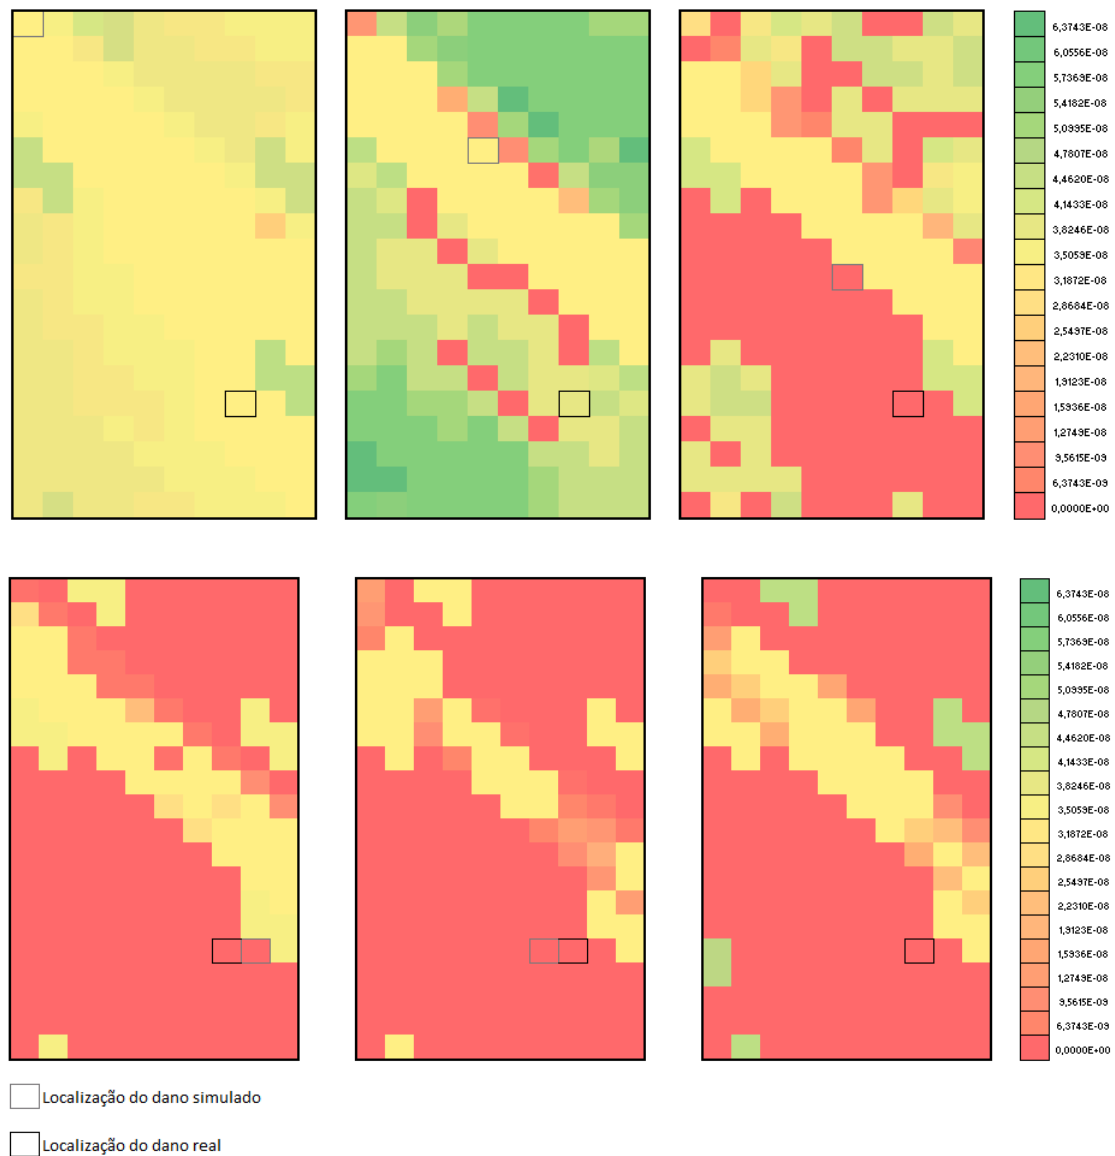 6,3743E-08
6,0556E-08
5,7369E-08
5,4182E-08
5,0995E-08
4,7807E-08
4,4620E-08
4,1433E-08
3,8246E-08
3,5059E-08
3,1872E-08
2,8684E-08
2,5497E-08
2,2310E-08
1,9123E-08
1,5936E-08
1,2749E-08
9,5615E-09
6,3743E-09
0,0000E+00
6,3743E-08
6,0556E-08
5,7369E-08
5,4182E-08
5,0995E-08
4,7807E-08
4,4620E-08
4,1433E-08
3,8246E-08
3,5059E-08
3,1872E-08
2,8684E-08
2,5497E-08
2,2310E-08
1,9123E-08
1,5936E-08
1,2749E-08
9,5615E-09
6,3743E-09
0,0000E+00
Localização do dano simulado
Localização do dano real